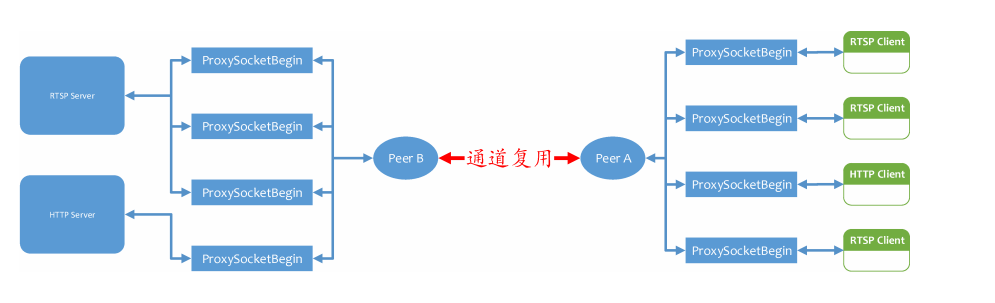 RTSP Server
HTTP Server
ProxySocketBegin
ProxySocketBegin
ProxySocketBegin
ProxySocketBegin
Peer B
通道复用
Peer A
ProxySocketBegin
ProxySocketBegin
ProxySocketBegin
ProxySocketBegin
RTSP Client
RTSP Client
HTTP Client
RTSP Client